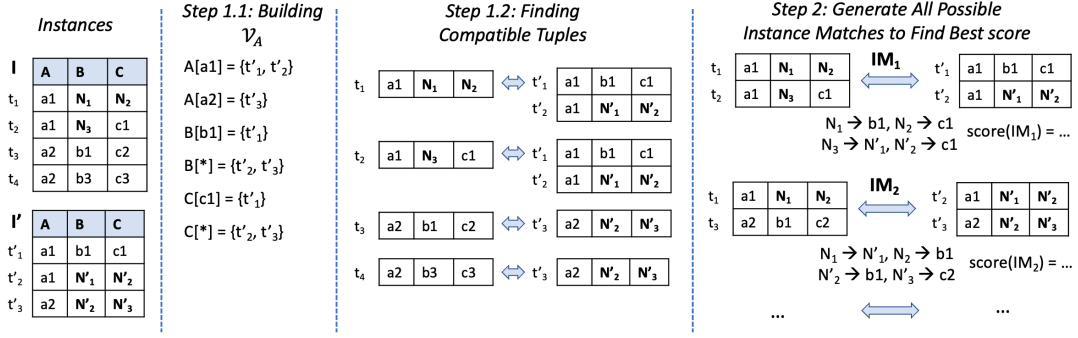 Instances
I
A B C
t₁ a1 N₁ N₂
t₂ a1 N₃ c1
t₃ a2 b1 c2
t₄ a2 b3 c3
I’
A B C
t’₁ a1 b1 c1
t’₂ a1 N’₁ N’₂
t’₃ a2 N’₂ N’₃
Step 1.1: Building
𝒱_A
A[a1] = {t’₁, t’₂}
A[a2] = {t’₃}
B[b1] = {t’₁}
B[*] = {t’₂, t’₃}
C[c1] = {t’₁}
C[*] = {t’₂, t’₃}
Step 1.2: Finding
Compatible Tuples
t₁ a1 N₁ N₂ ⇔ t’₁ a1 b1 c1
t’₂ a1 N’₁ N’₂
t₂ a1 N₃ c1 ⇔ t’₁ a1 b1 c1
t’₂ a1 N’₁ N’₂
t₃ a2 b1 c2 ⇔ t’₃ a2 N’₂ N’₃
t₄ a2 b3 c3 ⇔ t’₃ a2 N’₂ N’₃
Step 2: Generate All Possible
Instance Matches to Find Best score
IM₁
t₁ a1 N₁ N₂ ⇔ t’₁ a1 b1 c1
t₂ a1 N₃ c1 t’₂ a1 N’₁ N’₂
N₁ → b1, N₂ → c1
N₃ → N’₁, N’₂ → c1
score(IM₁) = …
IM₂
t₁ a1 N₁ N₂ ⇔ t’₂ a1 N’₁ N’₂
t₃ a2 b1 c2 t’₃ a2 N’₂ N’₃
N₁ → N’₁, N₂ → b1
N’₂ → b1, N’₃ → c2
score(IM₂) = …
… ⇔ …